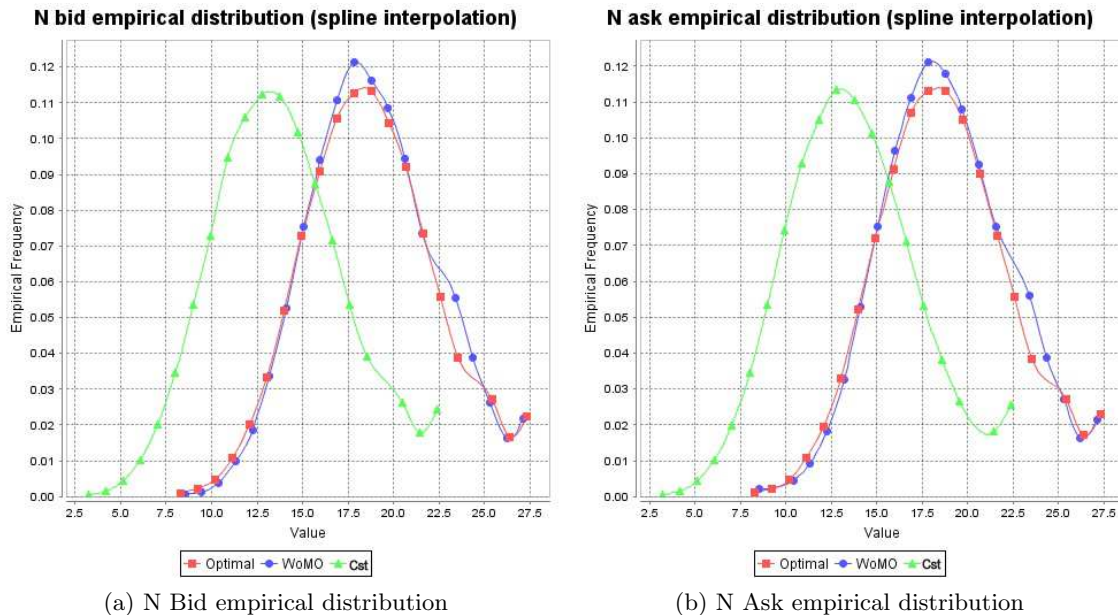 N bid empirical distribution (spline interpolation)
0.12
0.11
0.10
0.09
0.08
0.07
0.06
0.05
0.04
0.03
0.02
0.01
0.00
Empirical Frequency
2.5 5.0 7.5 10.0 12.5 15.0 17.5 20.0 22.5 25.0 27.5
Value
Optimal WoMO Cst
(a) N Bid empirical distribution
N ask empirical distribution (spline interpolation)
0.12
0.11
0.10
0.09
0.08
0.07
0.06
0.05
0.04
0.03
0.02
0.01
0.00
Empirical Frequency
2.5 5.0 7.5 10.0 12.5 15.0 17.5 20.0 22.5 25.0 27.5
Value
Optimal WoMO Cst
(b) N Ask empirical distribution